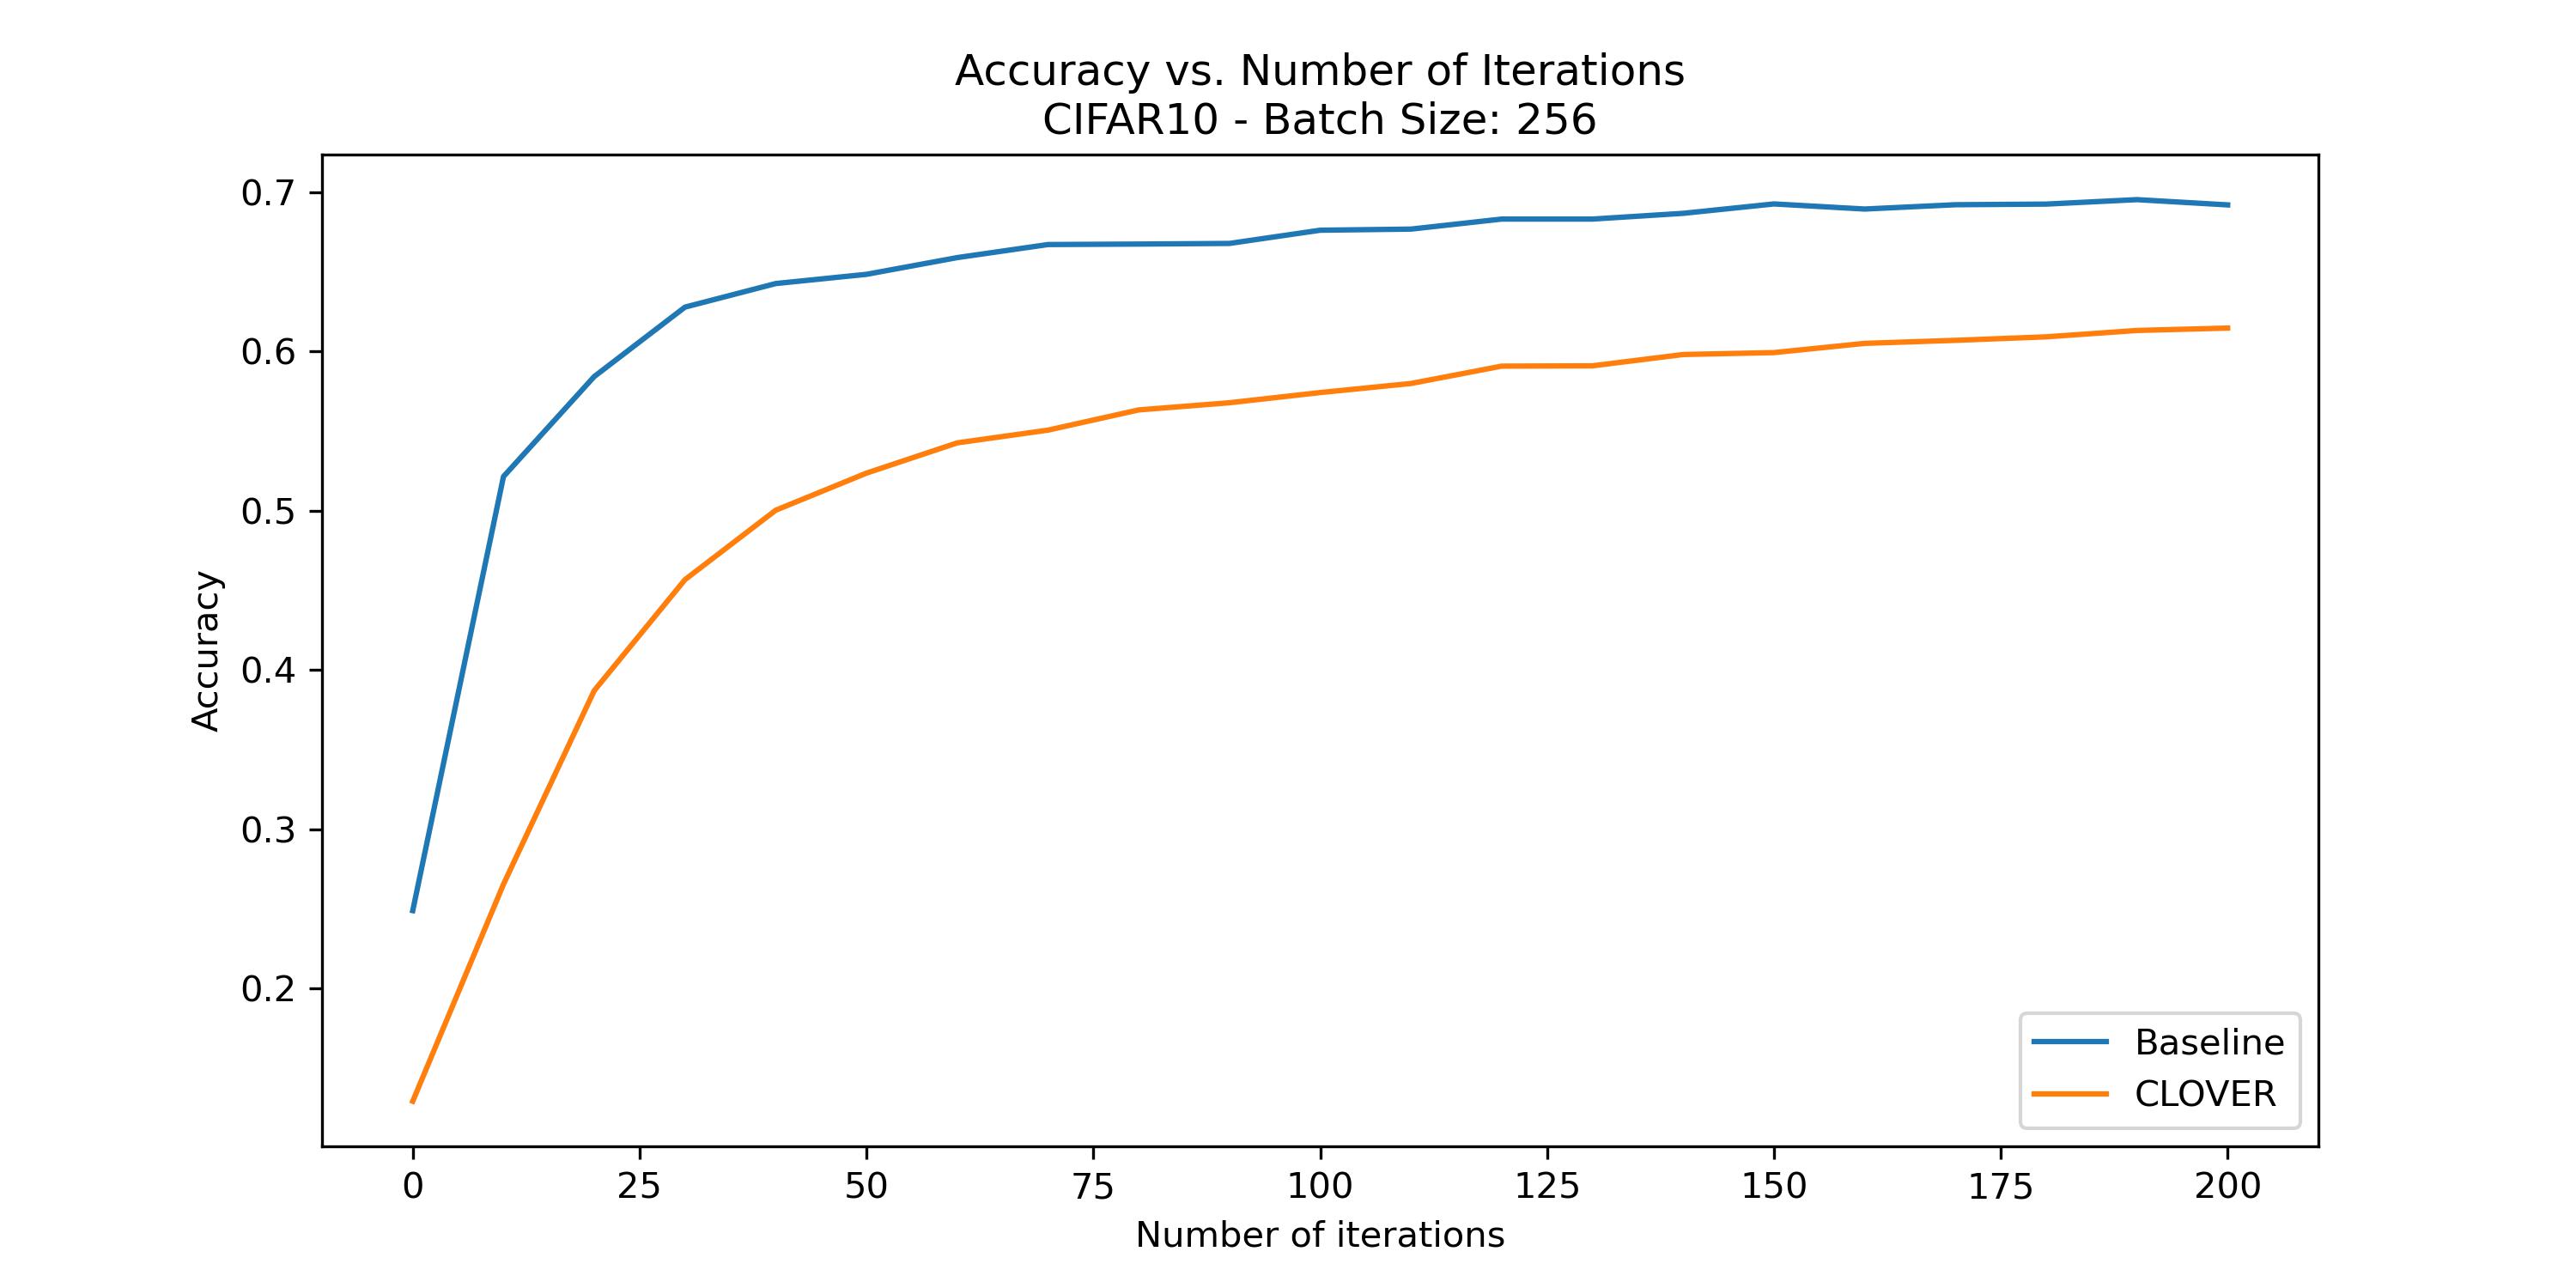 Accuracy vs. Number of Iterations
CIFAR10 - Batch Size: 256
Accuracy
0.7
0.6
0.5
0.4
0.3
0.2
0 25 50 75 100 125 150 175 200
Number of iterations
Baseline
CLOVER